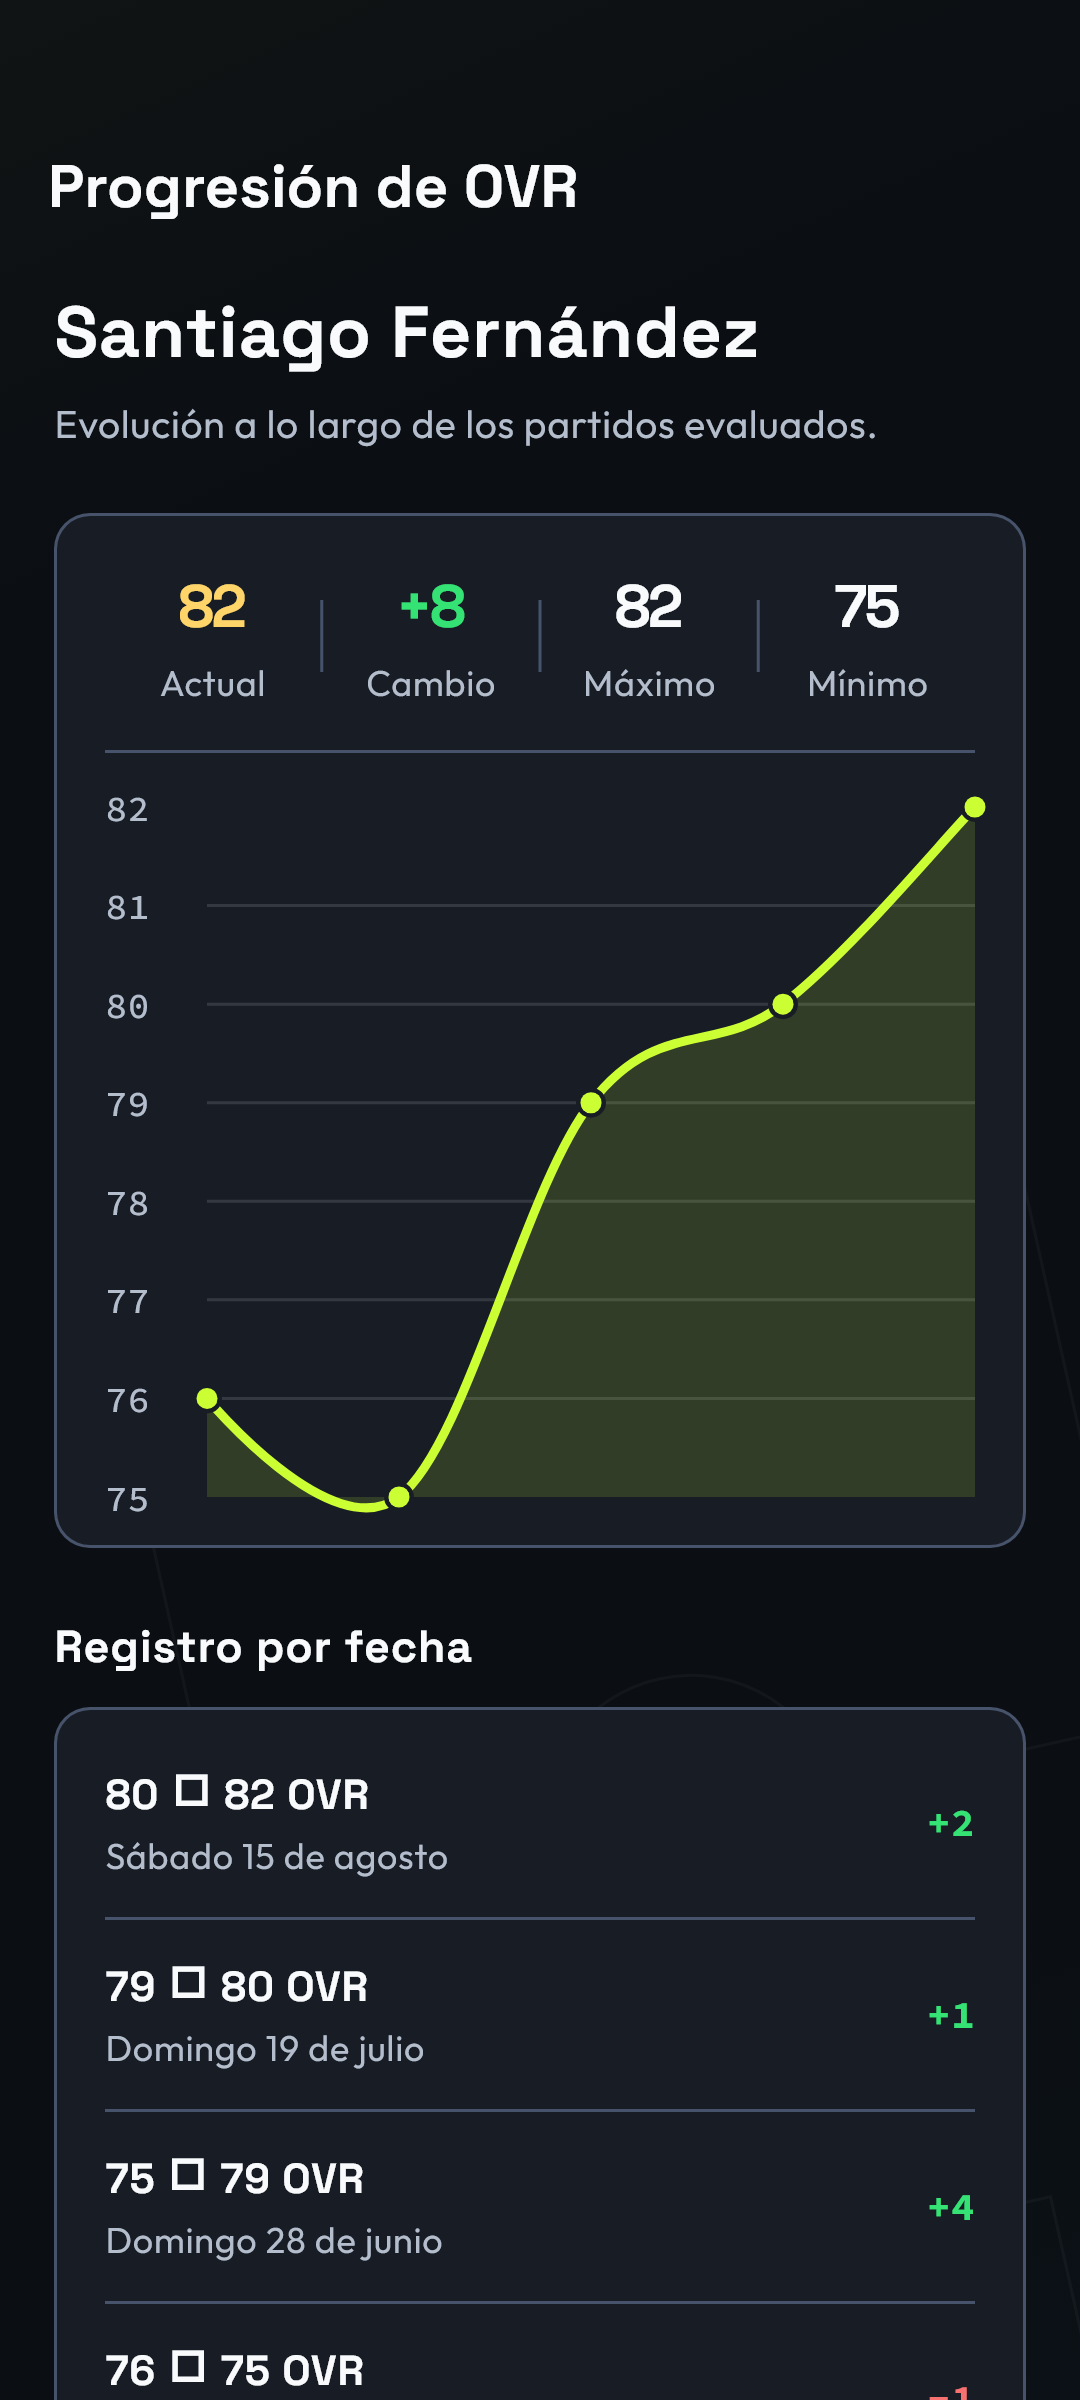 Progresión de OVR
Santiago Fernández
Evolución a lo largo de los partidos evaluados.
82 +8 82 75
Actual Cambio Máximo Mínimo
82
81
80
79
78
77
76
75
Registro por fecha
80 □ 82 OVR
+2
Sábado 15 de agosto
79 □ 80 OVR
+1
Domingo 19 de julio
75 □ 79 OVR
+4
Domingo 28 de junio
76 □ 75 OVR
-1